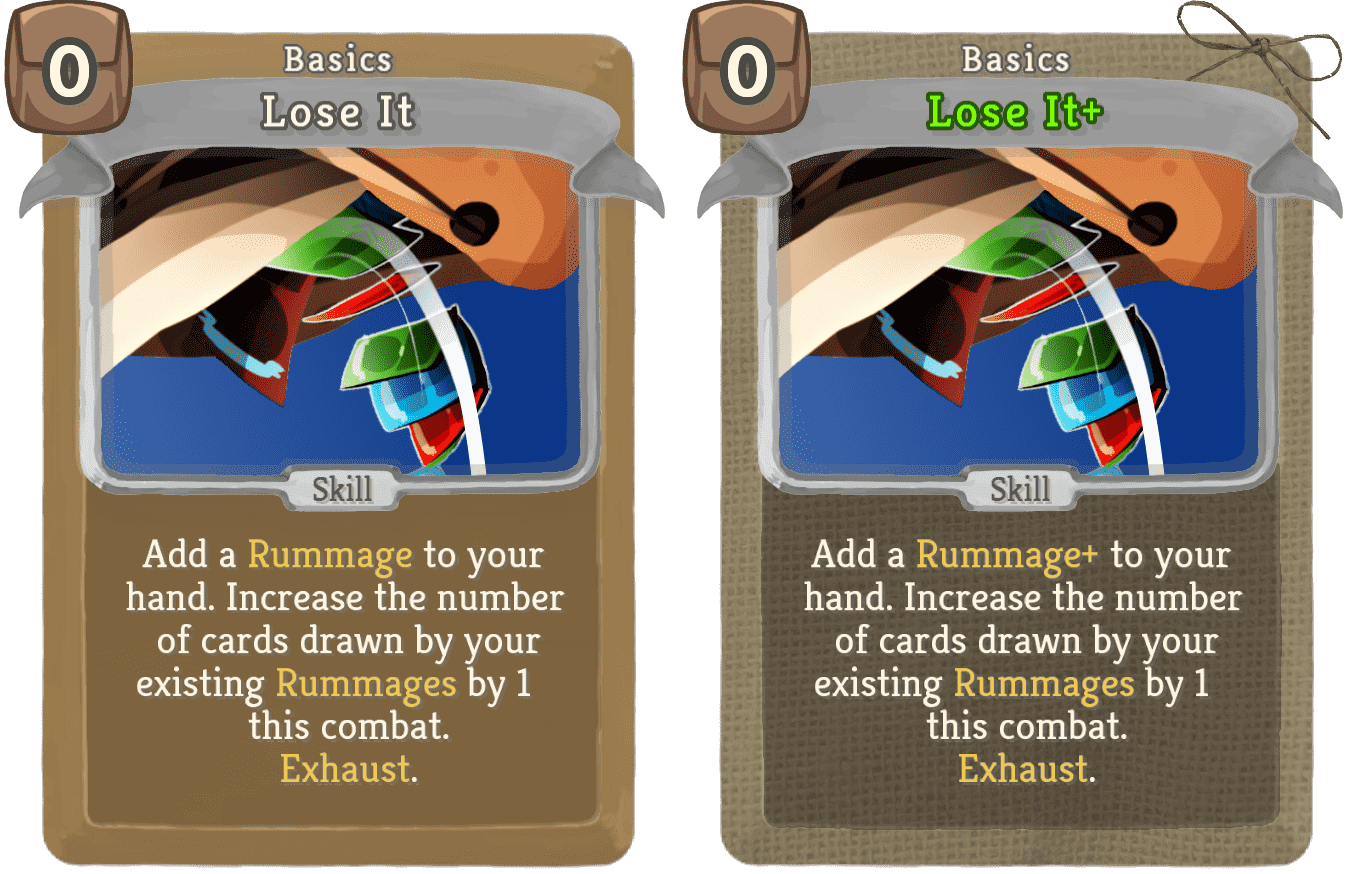 0
Basics
Lose It
Skill
Add a Rummage to your
hand. Increase the number
of cards drawn by your
existing Rummages by 1
this combat.
Exhaust.
0
Basics
Lose It+
Skill
Add a Rummage+ to your
hand. Increase the number
of cards drawn by your
existing Rummages by 1
this combat.
Exhaust.